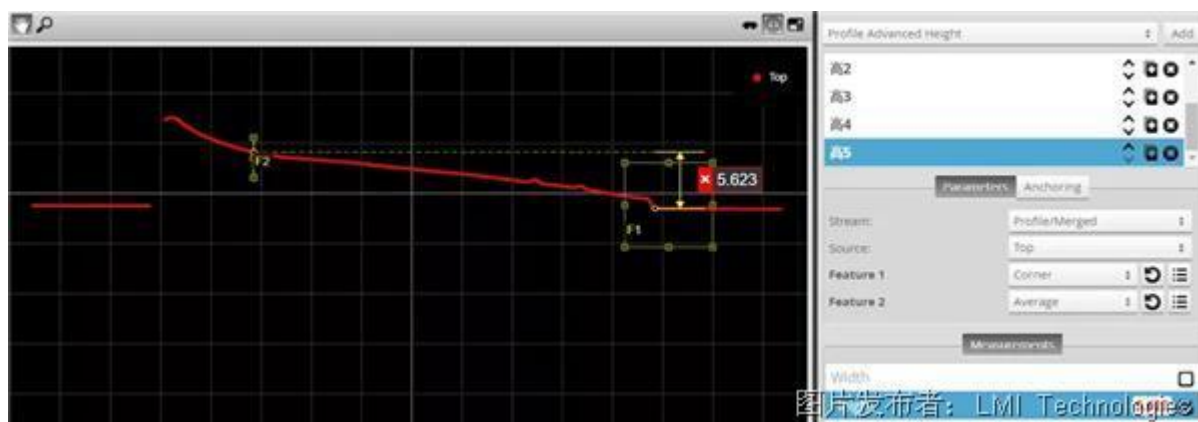 Top
F2
5.623
F1
Profile Advanced Height
Add
高2
高3
高4
高5
Parameters
Anchoring
Stream:
Profile/Merged
Source:
Top
Feature 1
Corner
Feature 2
Average
Measurements
Width
图片发布者: LMI Technologies